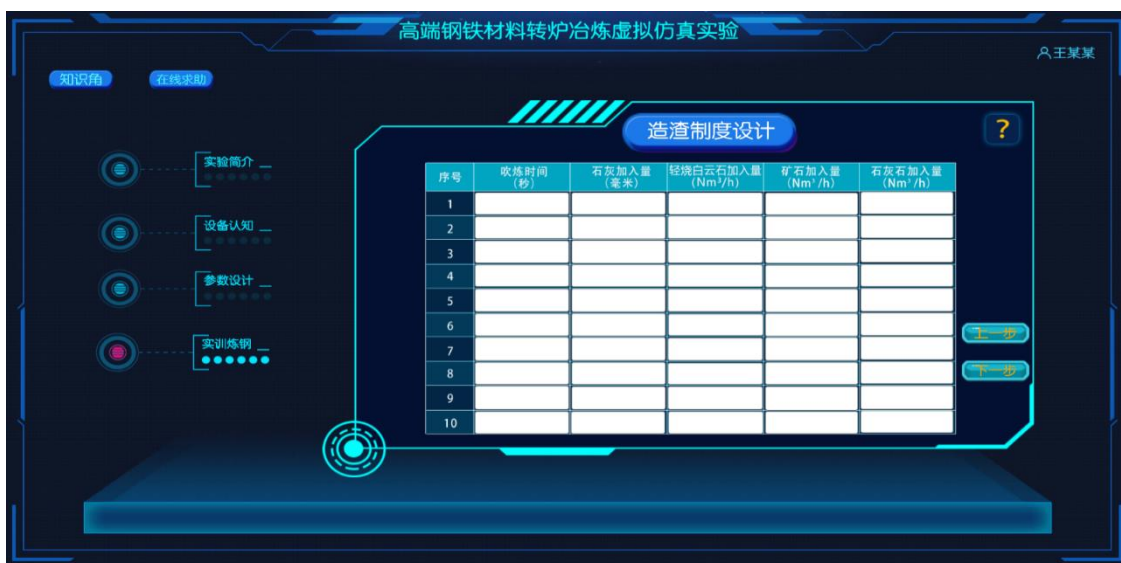 高端钢铁材料转炉冶炼虚拟仿真实验
王某某
知识角
在线求助
造渣制度设计
?
实验简介
设备认知
参数设计
实训炼钢
序号 吹炼时间(秒) 石灰加入量(毫米) 轻烧白云石加入量(Nm³/h) 矿石加入量(Nm³/h) 石灰石加入量(Nm³/h)
1
2
3
4
5
6
7
8
9
10
上一步
下一步